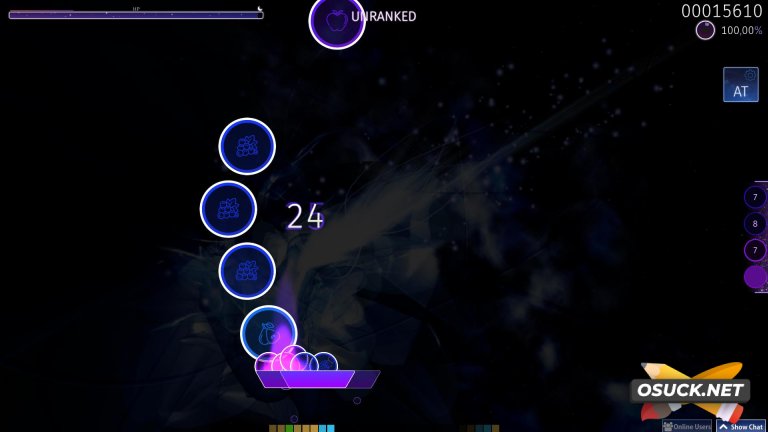 HP
UNRANKED
00015610
100,00%
AT
24
7
8
7
OSUCK.NET
Online Users
Show Chat